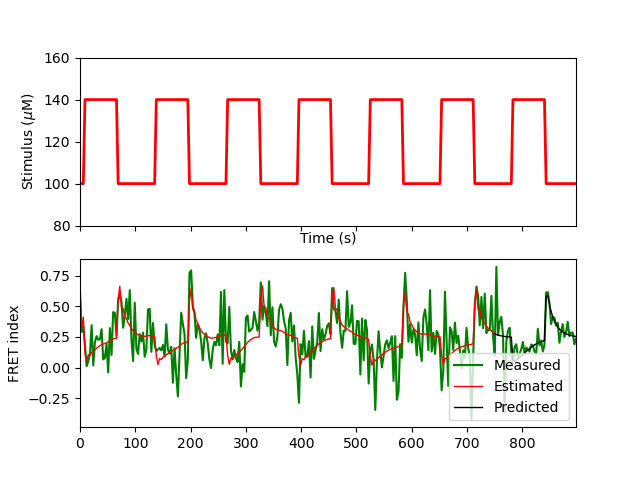 160
140
120
100
80
Stimulus (μM)
Time (s)
0.75
0.50
0.25
0.00
−0.25
FRET index
Measured
Estimated
Predicted
0 100 200 300 400 500 600 700 800